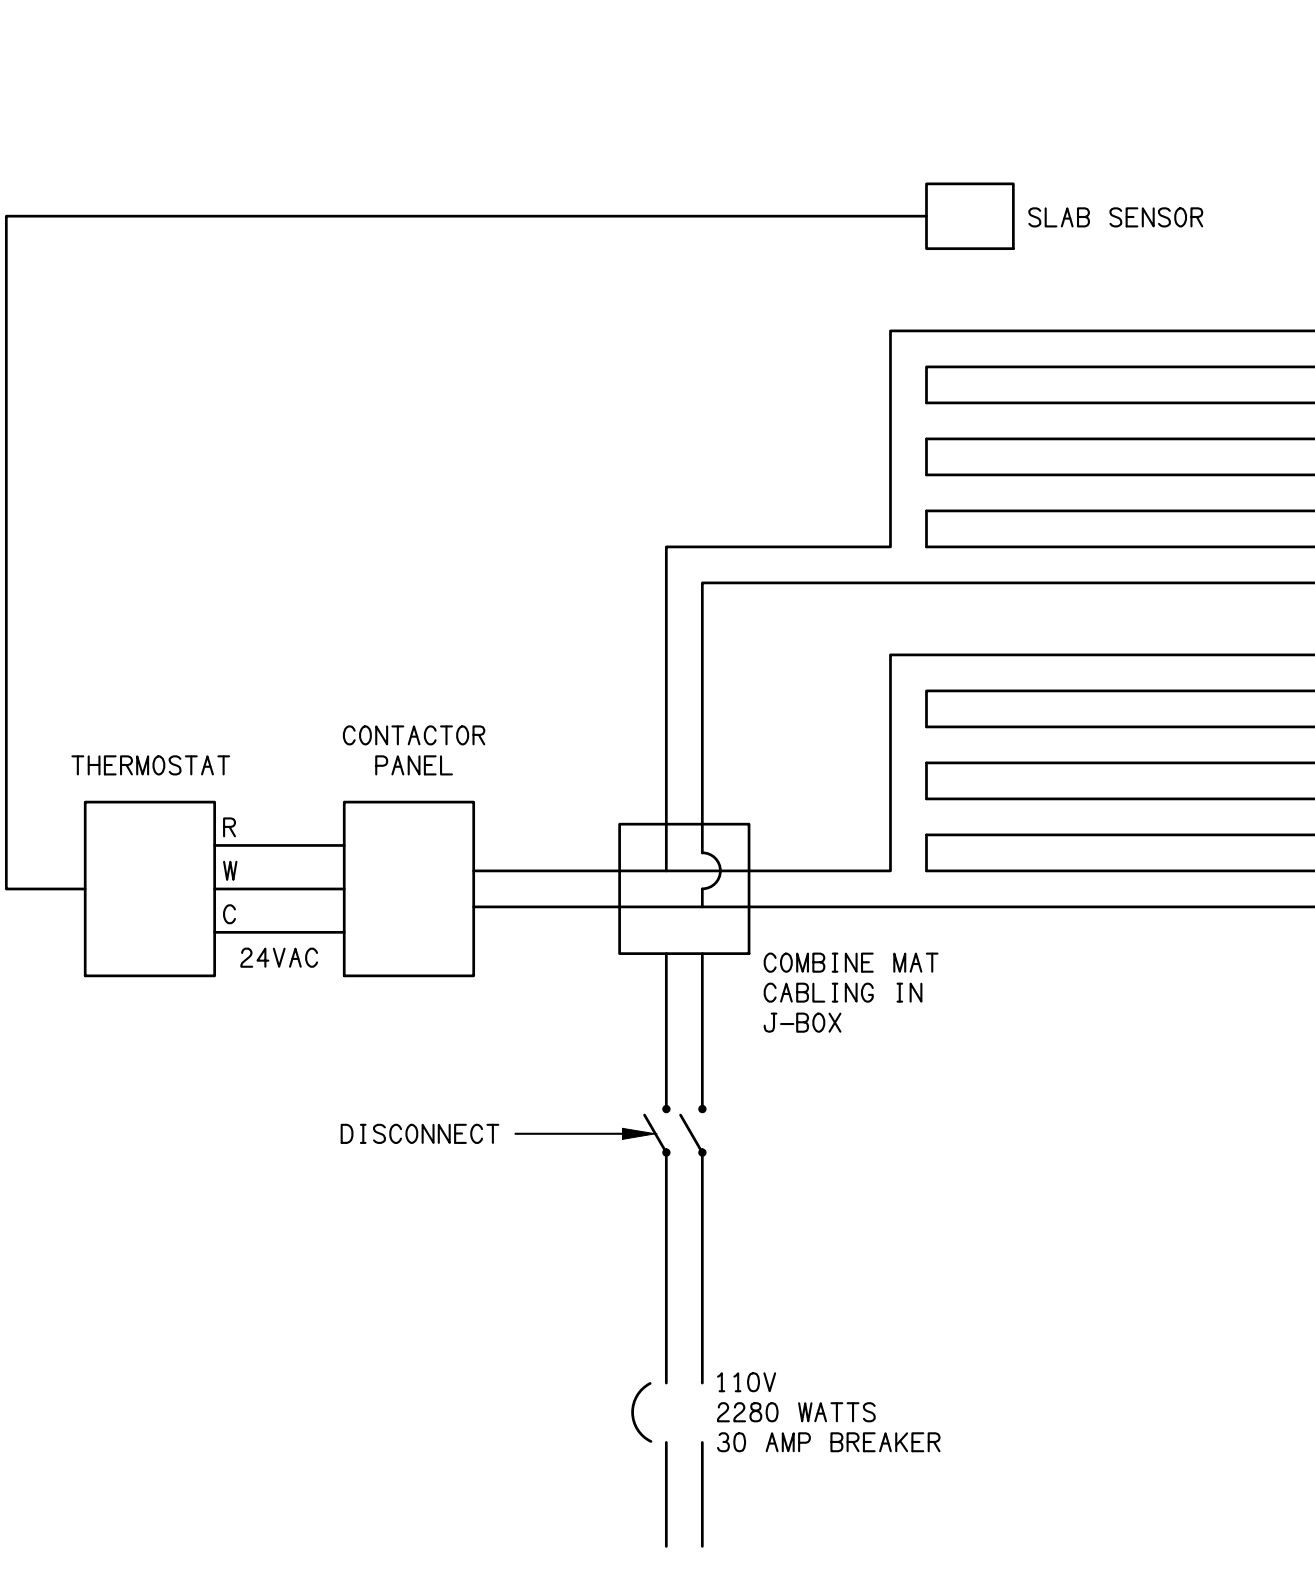 SLAB SENSOR
CONTACTOR
PANEL
THERMOSTAT
R
W
C
24VAC
COMBINE MAT
CABLING IN
J-BOX
DISCONNECT
110V
2280 WATTS
30 AMP BREAKER